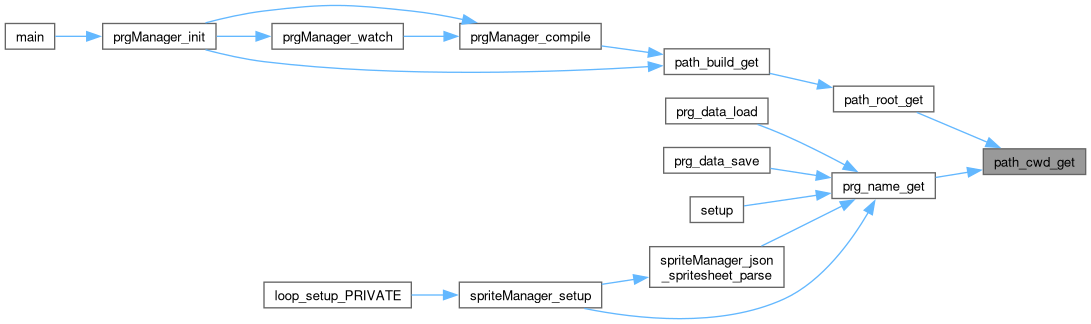 main
prgManager_init
prgManager_watch
prgManager_compile
path_build_get
path_root_get
prg_data_load
path_cwd_get
prg_data_save
prg_name_get
setup
spriteManager_json
_spritesheet_parse
loop_setup_PRIVATE
spriteManager_setup